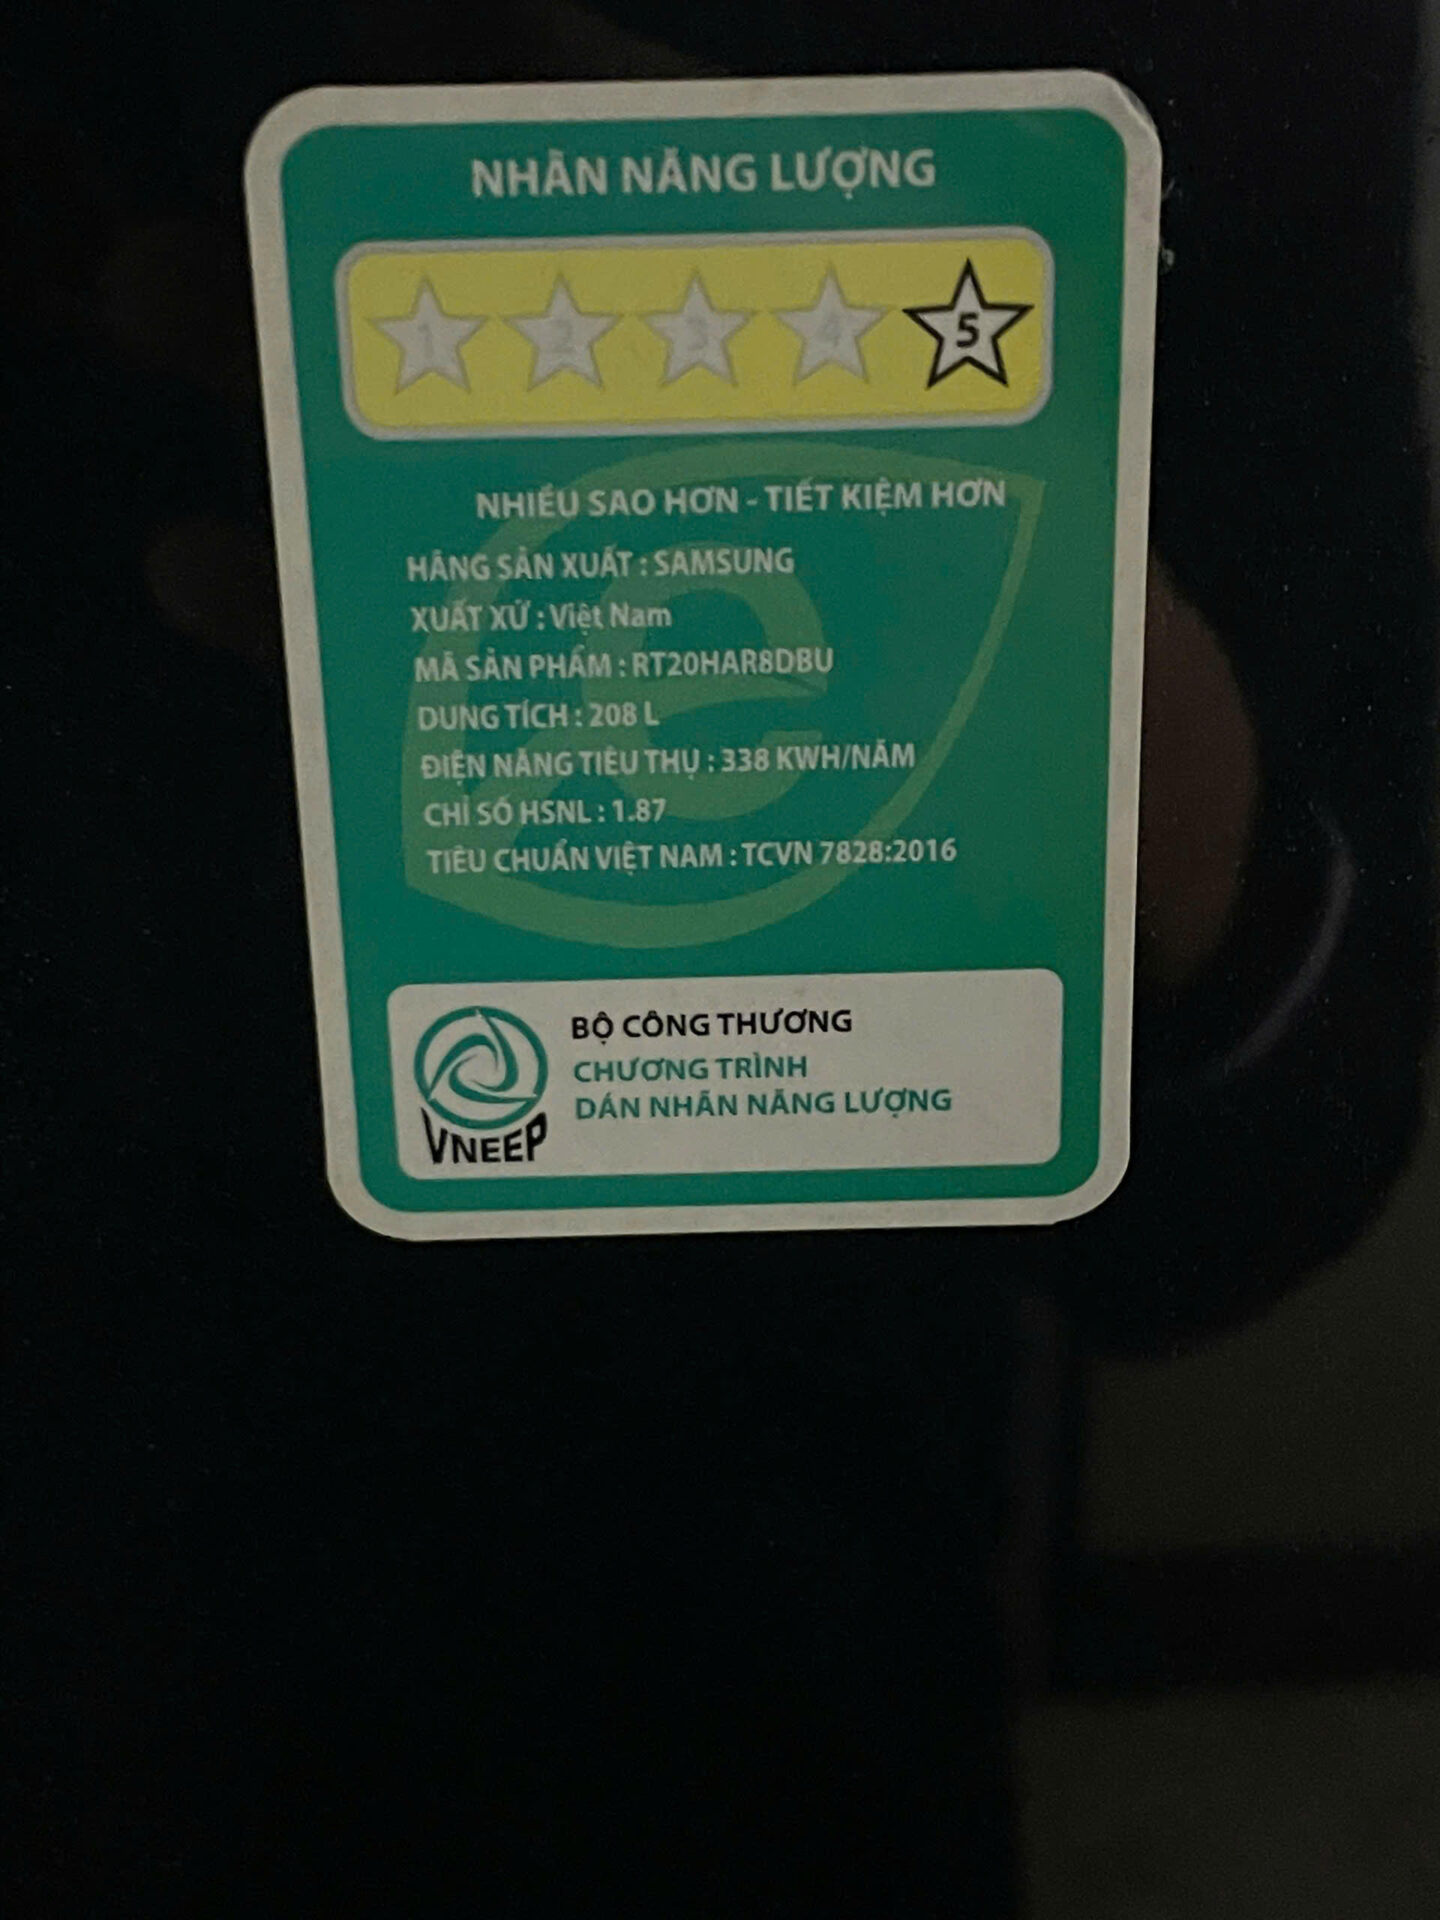 NHÃN NĂNG LƯỢNG
1 2 3 4 5
NHIỀU SAO HƠN - TIẾT KIỆM HƠN
HÃNG SẢN XUẤT : SAMSUNG
XUẤT XỨ : Việt Nam
MÃ SẢN PHẨM : RT20HAR8DBU
DUNG TÍCH : 208 L
ĐIỆN NĂNG TIÊU THỤ : 338 KWH/NĂM
CHỈ SỐ HSNL : 1.87
TIÊU CHUẨN VIỆT NAM : TCVN 7828:2016
BỘ CÔNG THƯƠNG
CHƯƠNG TRÌNH
DÁN NHÃN NĂNG LƯỢNG
VNEEP